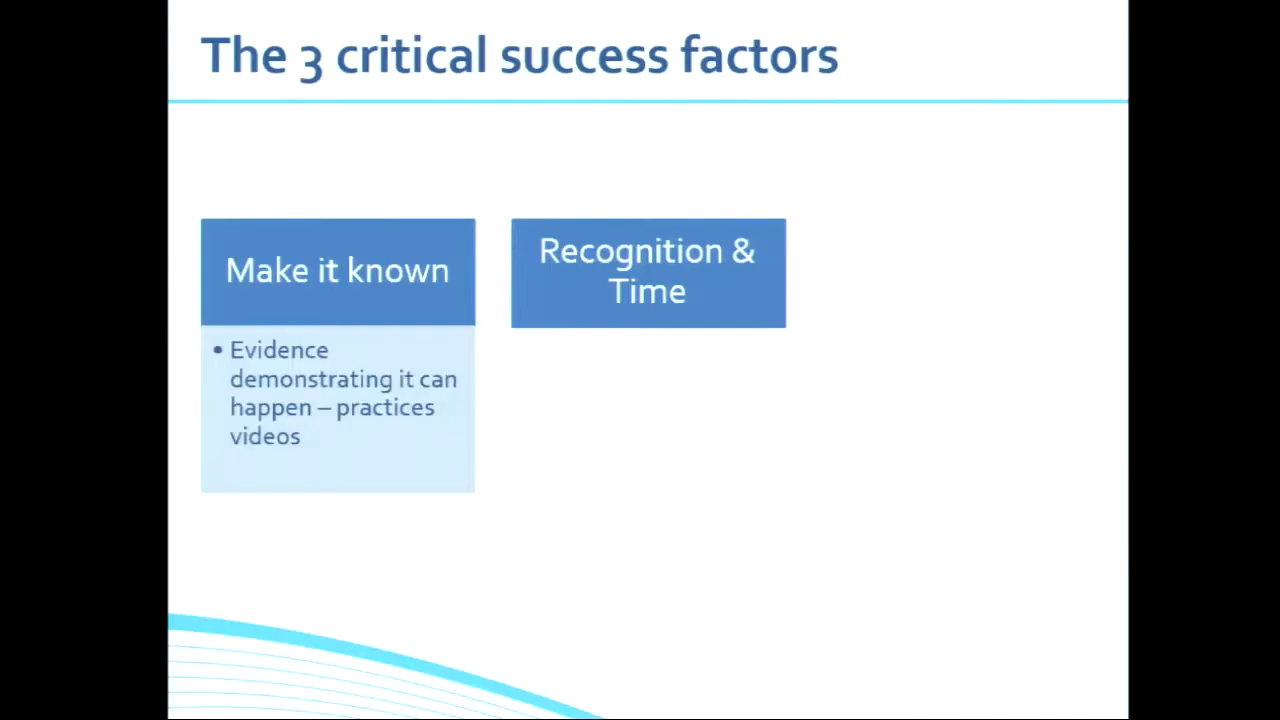 The 3 critical success factors
Make it known
• Evidence
demonstrating it can
happen – practices
videos
Recognition &
Time